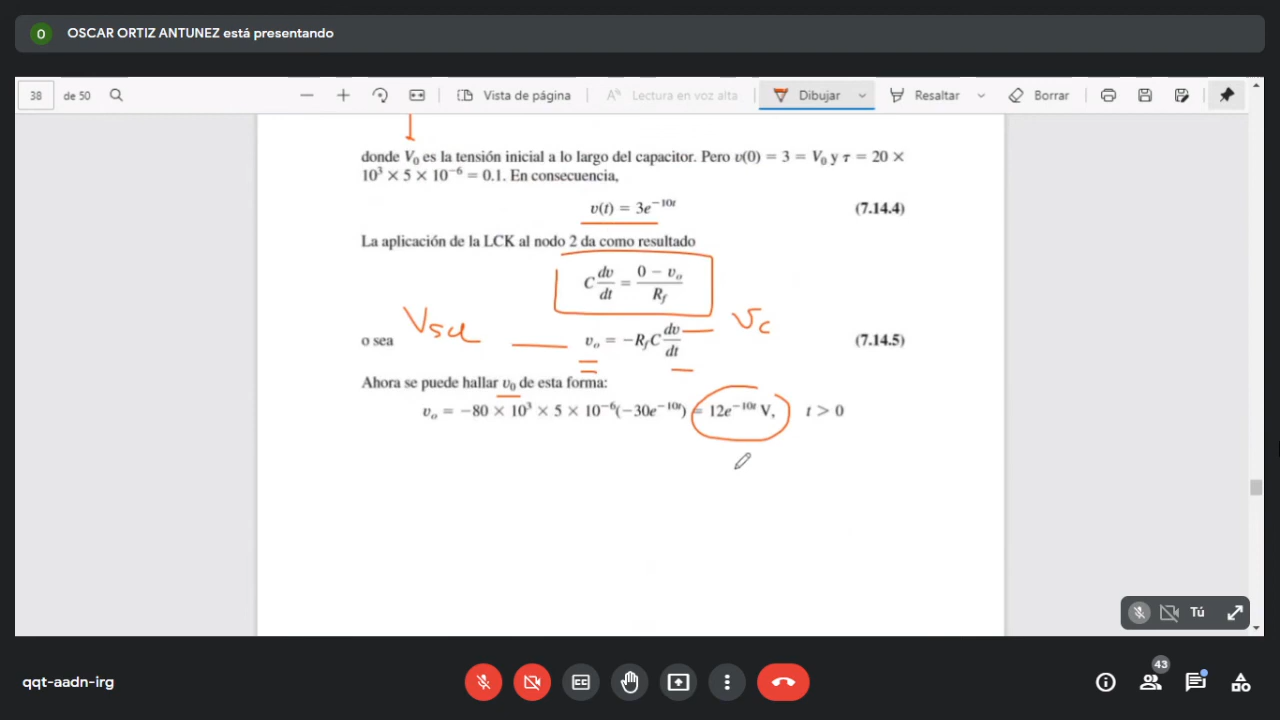 O OSCAR ORTIZ ANTUNEZ está presentando
38 de 50 Vista de página Lectura en voz alta Dibujar Resaltar Borrar
donde V₀ es la tensión inicial a lo largo del capacitor. Pero v(0) = 3 = V₀ y τ = 20 ×
10³ × 5 × 10⁻⁶ = 0.1. En consecuencia,
v(t) = 3e⁻¹⁰ᵗ (7.14.4)
La aplicación de la LCK al nodo 2 da como resultado
C dv/dt = (0 − vₒ)/R_f
Vsal Vc
o sea vₒ = −R_f C dv/dt (7.14.5)
Ahora se puede hallar v₀ de esta forma:
vₒ = −80 × 10³ × 5 × 10⁻⁶(−30e⁻¹⁰ᵗ) = 12e⁻¹⁰ᵗ V, t > 0
Tú
qqt-aadn-irg CC 43